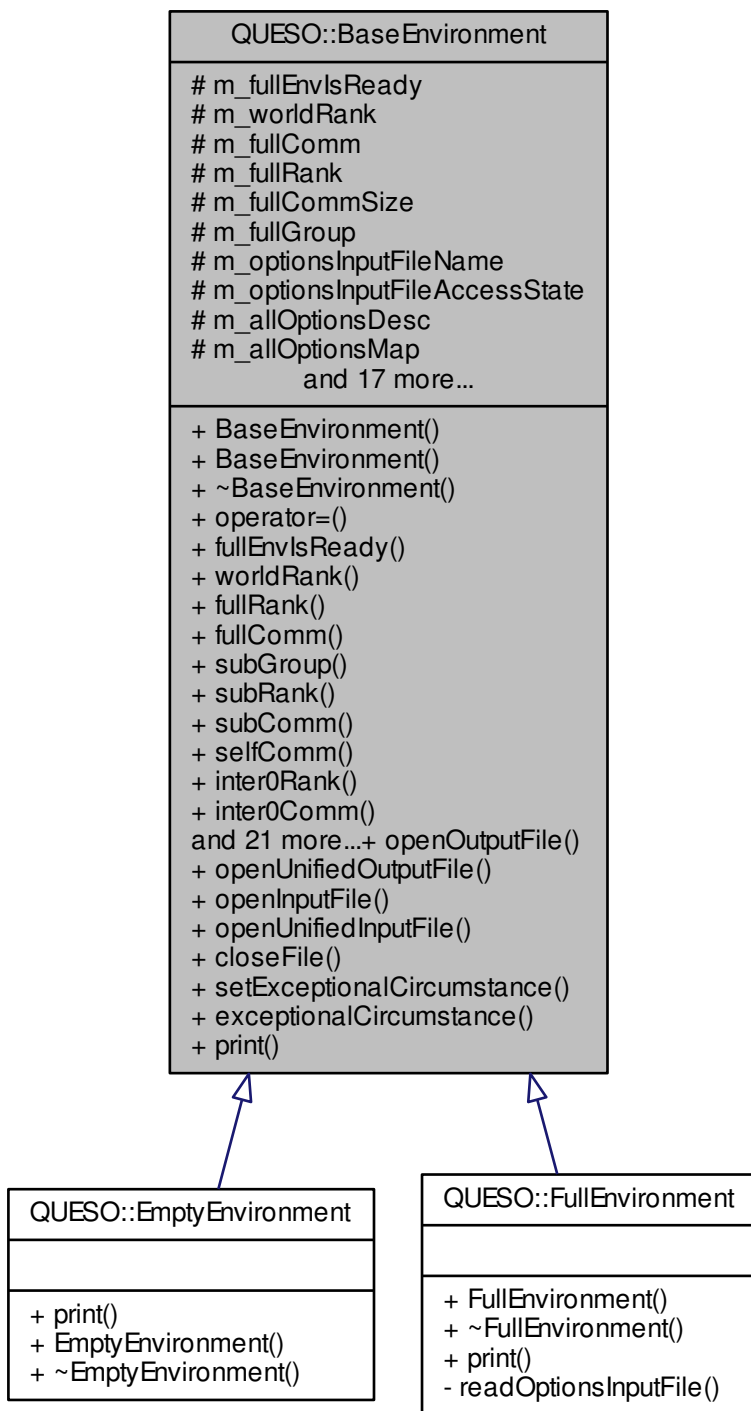 QUESO::BaseEnvironment
# m_fullEnvIsReady
# m_worldRank
# m_fullComm
# m_fullRank
# m_fullCommSize
# m_fullGroup
# m_optionsInputFileName
# m_optionsInputFileAccessState
# m_allOptionsDesc
# m_allOptionsMap
and 17 more...
+ BaseEnvironment()
+ BaseEnvironment()
+ ~BaseEnvironment()
+ operator=()
+ fullEnvIsReady()
+ worldRank()
+ fullRank()
+ fullComm()
+ subGroup()
+ subRank()
+ subComm()
+ selfComm()
+ inter0Rank()
+ inter0Comm()
and 21 more...+ openOutputFile()
+ openUnifiedOutputFile()
+ openInputFile()
+ openUnifiedInputFile()
+ closeFile()
+ setExceptionalCircumstance()
+ exceptionalCircumstance()
+ print()
QUESO::EmptyEnvironment
+ print()
+ EmptyEnvironment()
+ ~EmptyEnvironment()
QUESO::FullEnvironment
+ FullEnvironment()
+ ~FullEnvironment()
+ print()
- readOptionsInputFile()